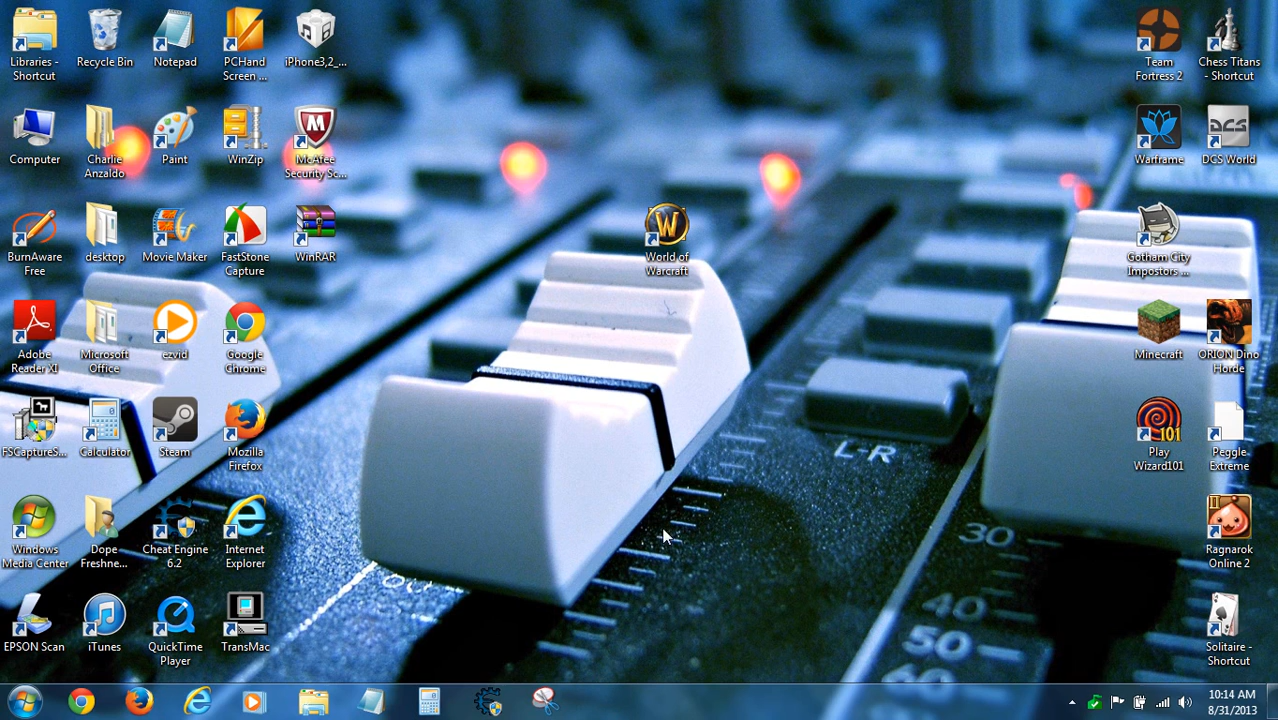 Libraries -
Shortcut
Recycle Bin
Notepad
PCHand
Screen ...
iPhone3,2_...
Team
Fortress 2
Chess Titans
- Shortcut
Computer
Charlie
Anzaldo
Paint
WinZip
McAfee
Security Sc...
Warframe
DCS
DCS World
BurnAware
Free
desktop
Movie Maker
FastStone
Capture
WinRAR
W
World of
Warcraft
Gotham City
Impostors ...
Adobe
Reader XI
Microsoft
Office
ezvid
Google
Chrome
Minecraft
ORION Dino
Horde
FSCaptureS...
Calculator
Steam
Mozilla
Firefox
101
Play
Wizard101
Peggle
Extreme
L-R
Windows
Media Center
Dope
Freshne...
Cheat Engine
6.2
Internet
Explorer
30
Ragnarok
Online 2
EPSON Scan
iTunes
QuickTime
Player
TransMac
40
50
60
Solitaire -
Shortcut
10:14 AM
8/31/2013